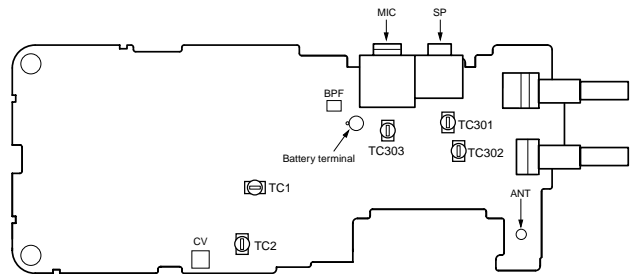 MIC
SP
BPF
TC301
TC303
TC302
Battery terminal
TC1
ANT
CV
TC2